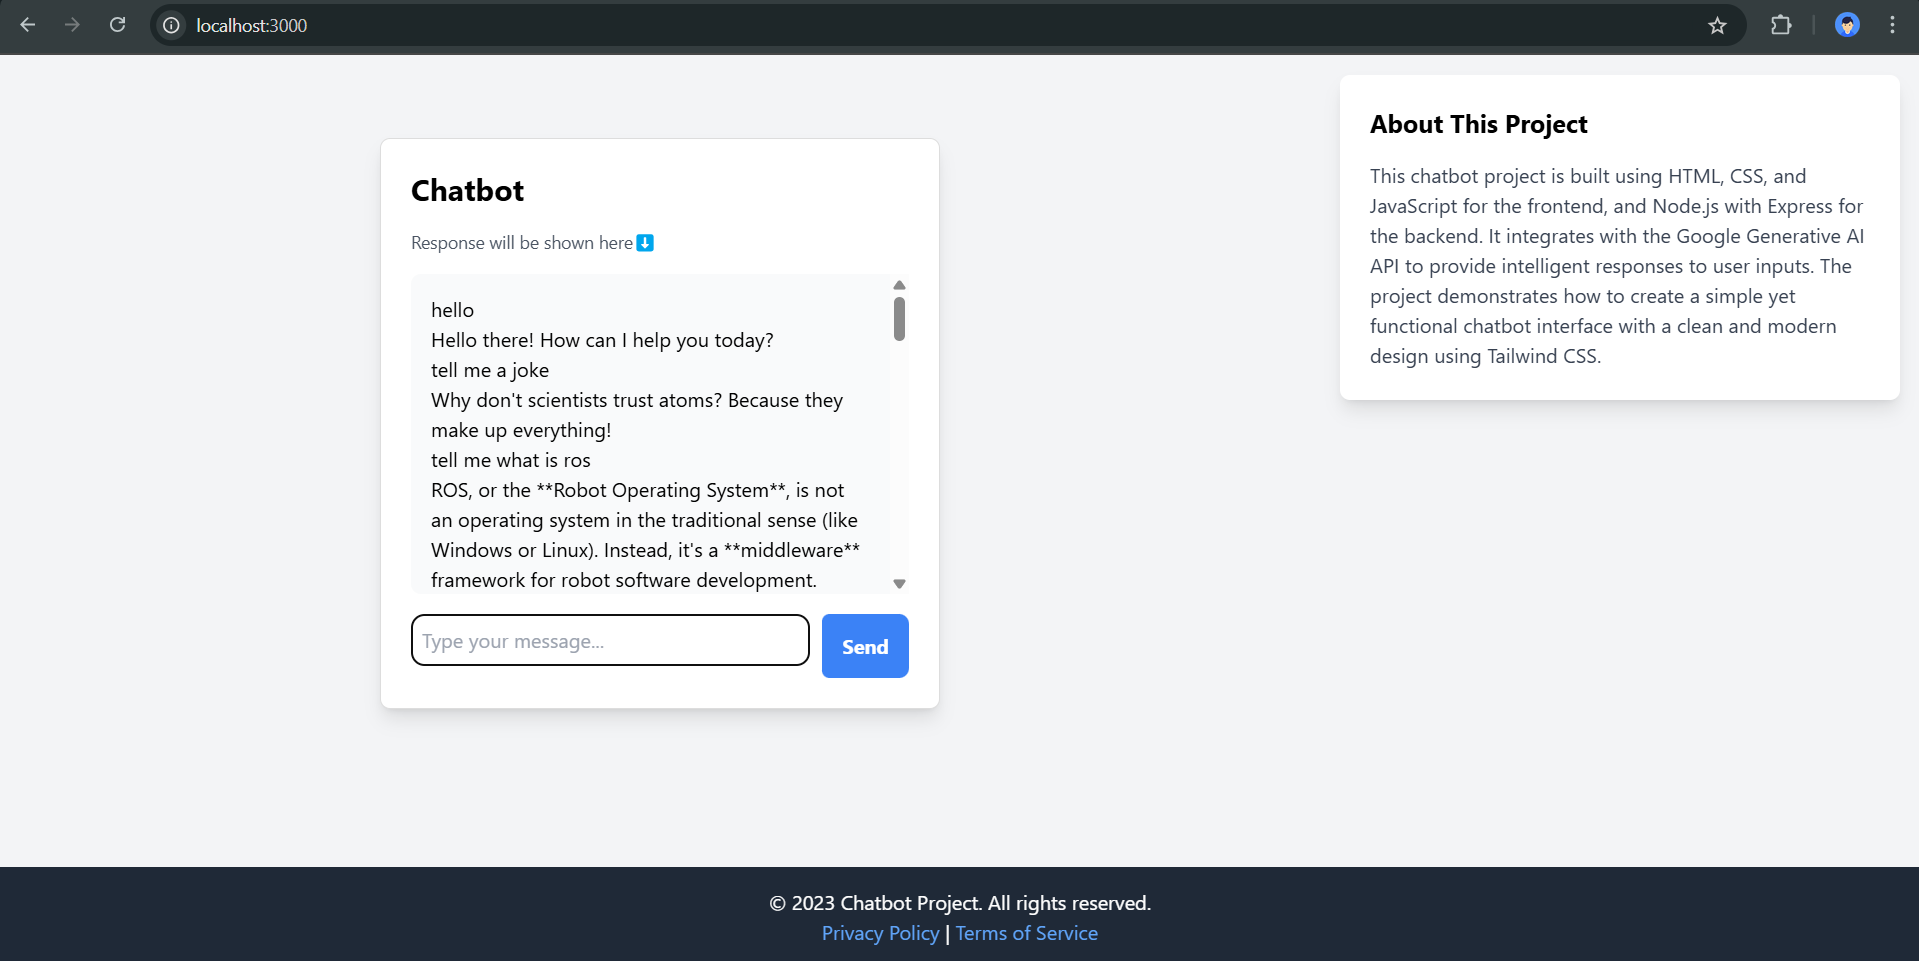 localhost:3000
Chatbot
Response will be shown here⬇️
hello
Hello there! How can I help you today?
tell me a joke
Why don't scientists trust atoms? Because they
make up everything!
tell me what is ros
ROS, or the **Robot Operating System**, is not
an operating system in the traditional sense (like
Windows or Linux). Instead, it's a **middleware**
framework for robot software development.
Type your message...
Send
About This Project
This chatbot project is built using HTML, CSS, and
JavaScript for the frontend, and Node.js with Express for
the backend. It integrates with the Google Generative AI
API to provide intelligent responses to user inputs. The
project demonstrates how to create a simple yet
functional chatbot interface with a clean and modern
design using Tailwind CSS.
© 2023 Chatbot Project. All rights reserved.
Privacy Policy | Terms of Service